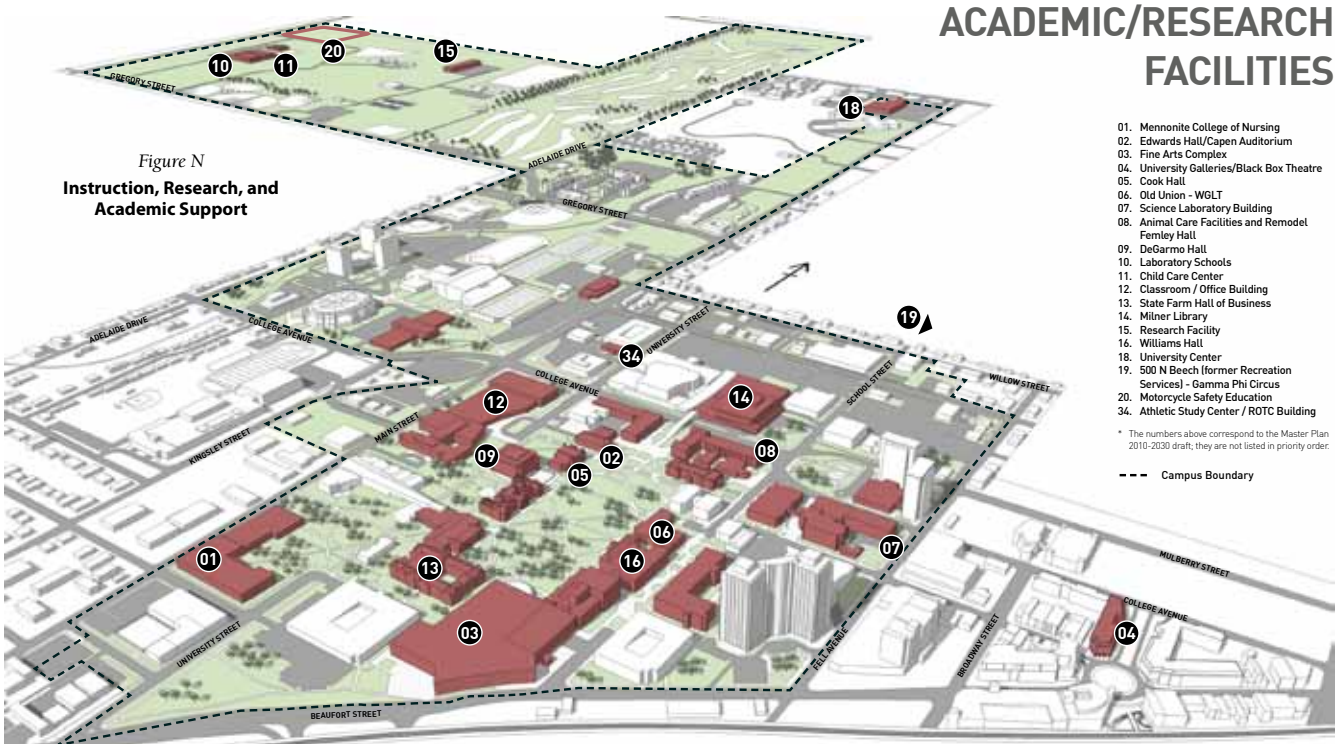 ACADEMIC/RESEARCH
FACILITIES
Figure N
Instruction, Research, and
Academic Support
01. Mennonite College of Nursing
02. Edwards Hall/Capen Auditorium
03. Fine Arts Complex
04. University Galleries/Black Box Theatre
05. Cook Hall
06. Old Union - WGLT
07. Science Laboratory Building
08. Animal Care Facilities and Remodel
Femley Hall
09. DeGarmo Hall
10. Laboratory Schools
11. Child Care Center
12. Classroom / Office Building
13. State Farm Hall of Business
14. Milner Library
15. Research Facility
16. Williams Hall
18. University Center
19. 500 N Beech (former Recreation
Services) - Gamma Phi Circus
20. Motorcycle Safety Education
34. Athletic Study Center / ROTC Building
* The numbers above correspond to the Master Plan
2010-2030 draft; they are not listed in priority order.
Campus Boundary
10
11
20
15
18
GREGORY STREET
ADELAIDE DRIVE
GREGORY STREET
19
ADELAIDE DRIVE
COLLEGE AVENUE
UNIVERSITY STREET
34
COLLEGE AVENUE
SCHOOL STREET
WILLOW STREET
MAIN STREET
KINGSLEY STREET
12
14
09
05
02
08
01
13
06
16
07
03
UNIVERSITY STREET
BEAUFORT STREET
FELL AVENUE
BROADWAY STREET
MULBERRY STREET
COLLEGE AVENUE
04